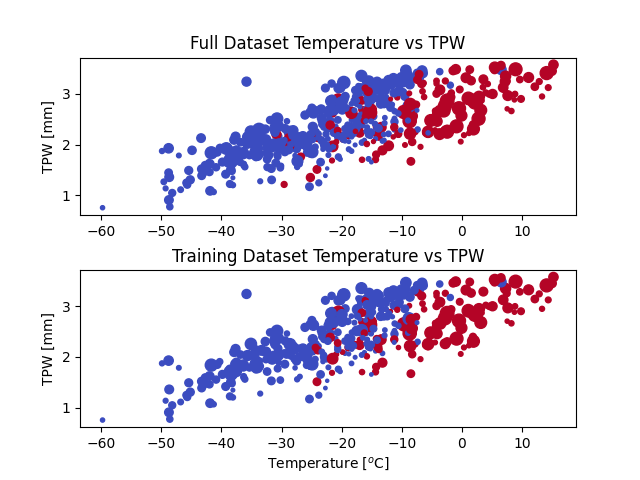 Full Dataset Temperature vs TPW
TPW [mm]
3
2
1
−60 −50 −40 −30 −20 −10 0 10
Training Dataset Temperature vs TPW
TPW [mm]
3
2
1
−60 −50 −40 −30 −20 −10 0 10
Temperature [°C]